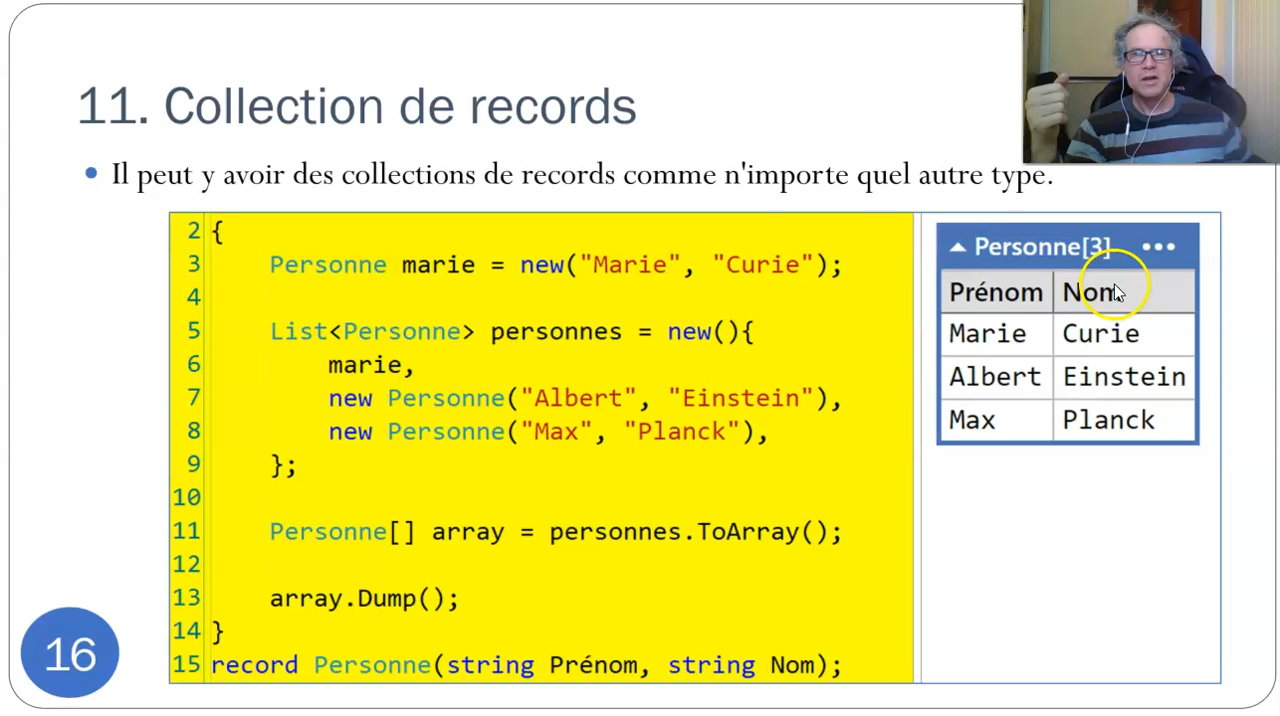 11. Collection de records
Il peut y avoir des collections de records comme n'importe quel autre type.
2 {
3 Personne marie = new("Marie", "Curie");
4
5 List<Personne> personnes = new(){
6 marie,
7 new Personne("Albert", "Einstein"),
8 new Personne("Max", "Planck"),
9 };
10
11 Personne[] array = personnes.ToArray();
12
13 array.Dump();
14 }
15 record Personne(string Prénom, string Nom);
Personne[3] •••
Prénom Nom
Marie Curie
Albert Einstein
Max Planck
16